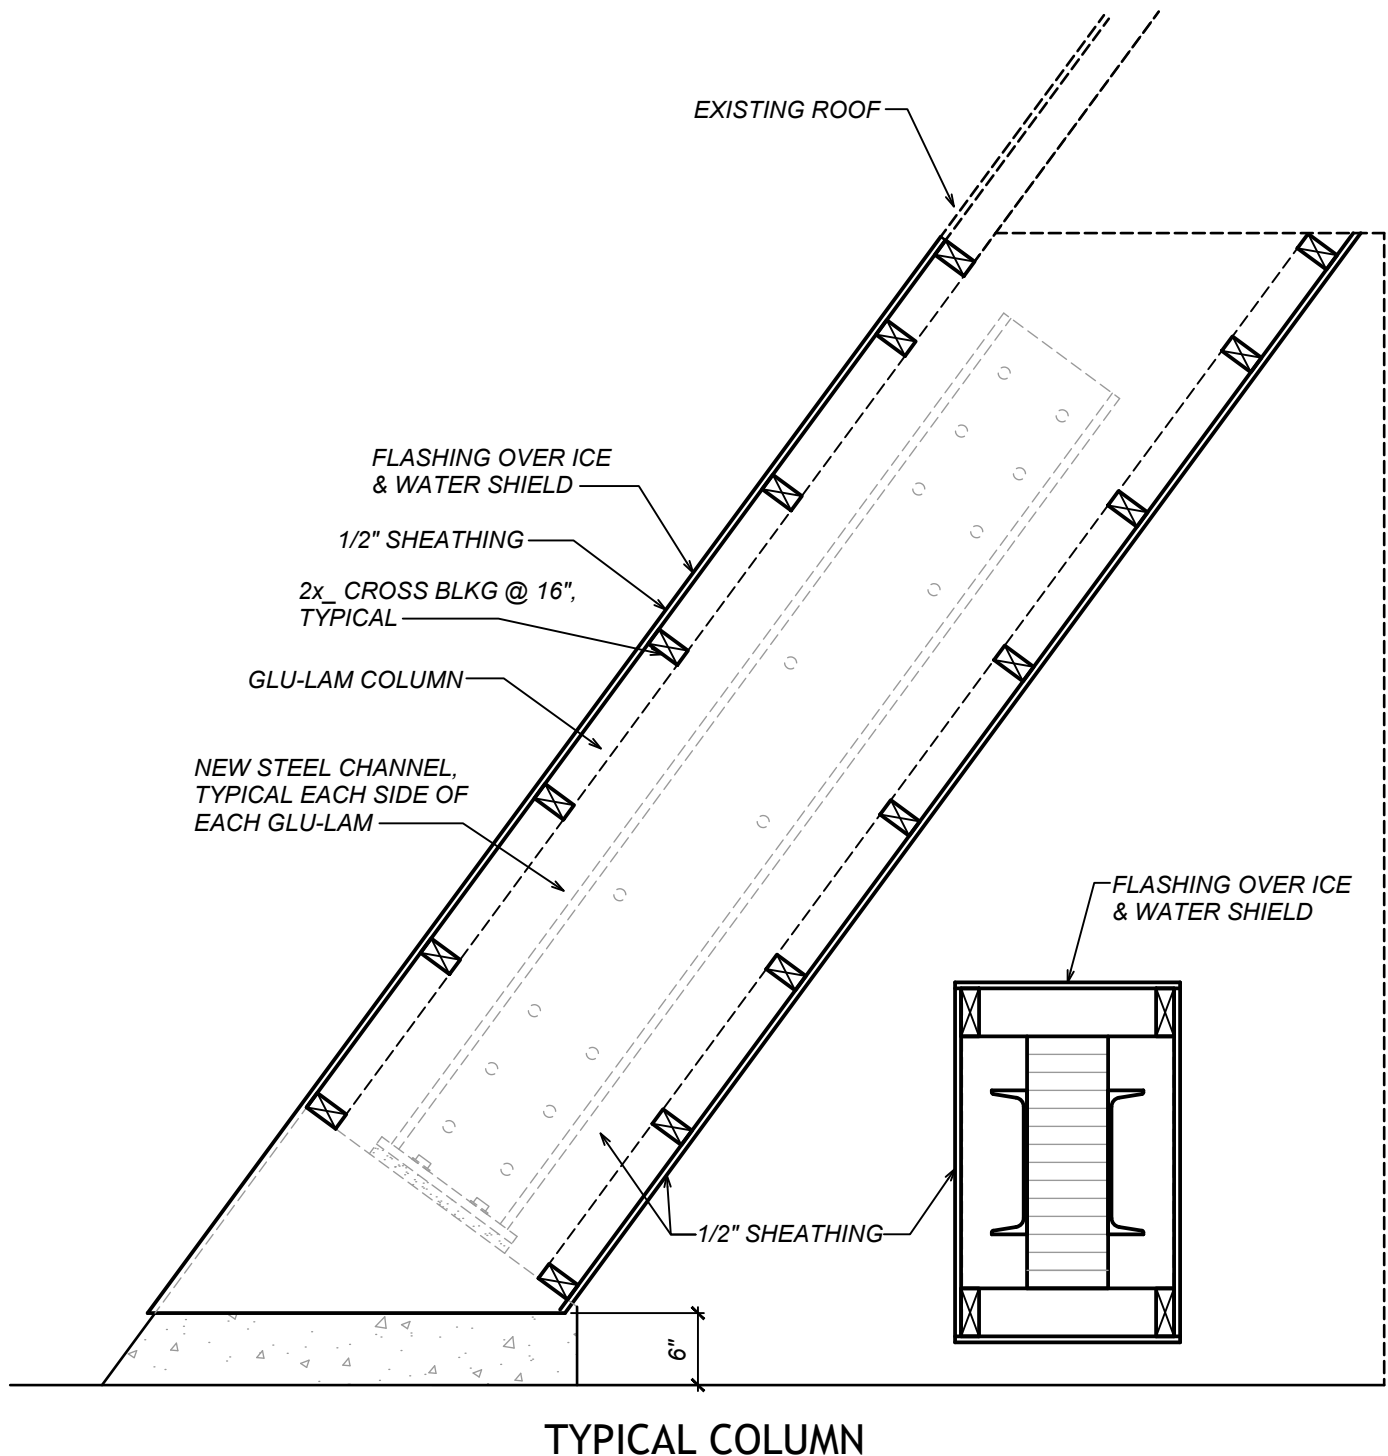 EXISTING ROOF
FLASHING OVER ICE
& WATER SHIELD
1/2" SHEATHING
2x_ CROSS BLKG @ 16",
TYPICAL
GLU-LAM COLUMN
NEW STEEL CHANNEL,
TYPICAL EACH SIDE OF
EACH GLU-LAM
FLASHING OVER ICE
& WATER SHIELD
1/2" SHEATHING
6"
TYPICAL COLUMN